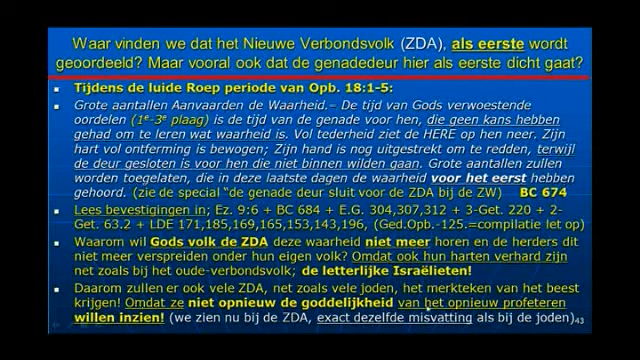 Waar vinden we dat het Nieuwe Verbondsvolk (ZDA), als eerste wordt
geoordeeld? Maar vooral ook dat de genadedeur hier als eerste dicht gaat?
Tijdens de luide Roep periode van Opb. 18:1-5:
Grote aantallen Aanvaarden de Waarheid.- De tijd van Gods verwoestende
oordelen (1e-3e plaag) is de tijd van de genade voor hen, die geen kans hebben
gehad om te leren wat waarheid is. Vol tederheid ziet de HERE op hen neer. Zijn
hart vol ontferming is bewogen; Zijn hand is nog uitgestrekt om te redden, terwijl
de deur gesloten is voor hen die niet binnen wilden gaan. Grote aantallen zullen
worden toegelaten, die in deze laatste dagen de waarheid voor het eerst hebben
gehoord. (zie de special “de genade deur sluit voor de ZDA bij de ZW) BC 674
Lees bevestigingen in; Ez. 9:6 + BC 684 + E.G. 304,307,312 + 3-Get. 220 + 2-
Get. 63.2 + LDE 171,185,169,165,153,143,196, (Ged.Opb.-125.=compilatie let op)
Waarom wil Gods volk de ZDA deze waarheid niet meer horen en de herders dit
niet meer verspreiden onder hun eigen volk? Omdat ook hun harten verhard zijn
net zoals bij het oude-verbondsvolk; de letterlijke Israëlieten!
Daarom zullen er ook vele ZDA, net zoals vele joden, het merkteken van het beest
krijgen! Omdat ze niet opnieuw de goddelijkheid van het opnieuw profeteren
willen inzien! (we zien nu bij de ZDA, exact dezelfde misvatting als bij de joden)
43